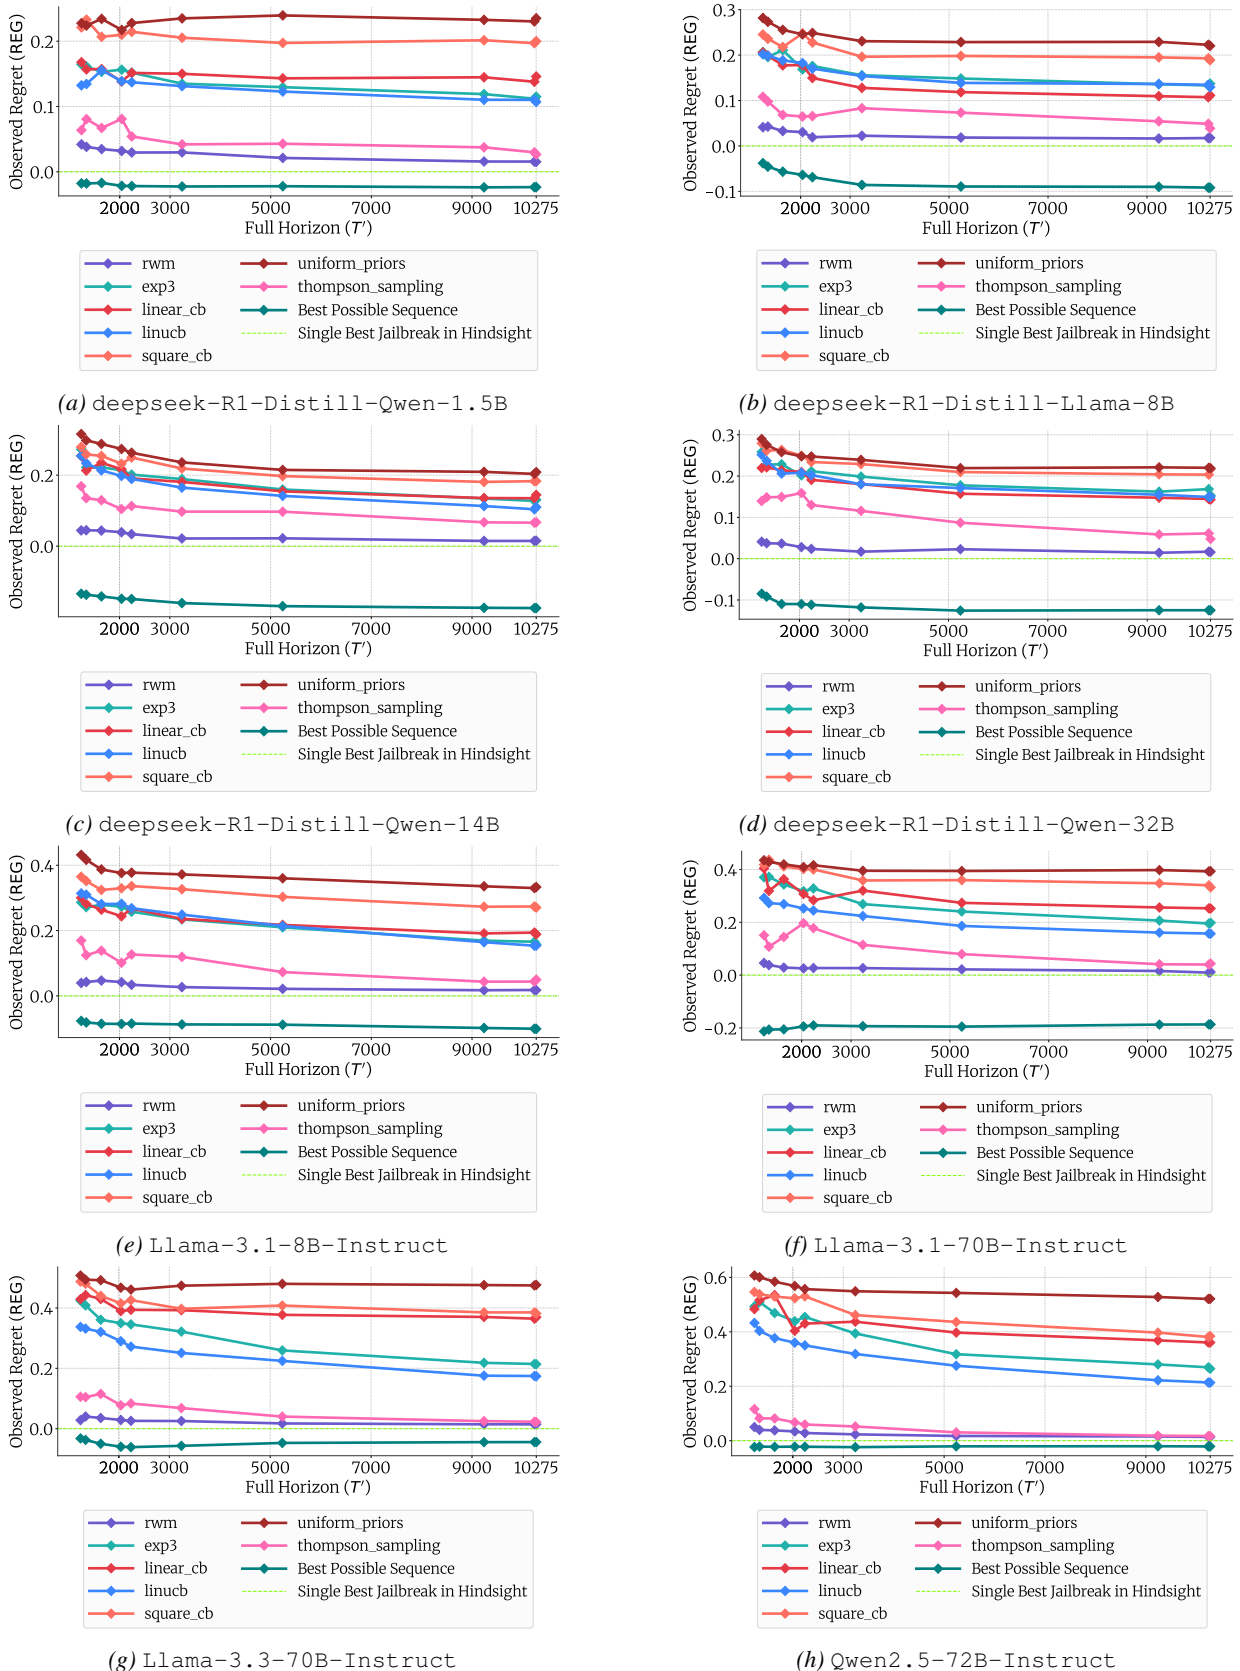 Observed Regret (REG)
0.2
0.1
0.0
2000 3000 5000 7000 9000 10275
Full Horizon (T′)
rwm
exp3
linear_cb
linucb
square_cb
uniform_priors
thompson_sampling
Best Possible Sequence
Single Best Jailbreak in Hindsight
(a) deepseek-R1-Distill-Qwen-1.5B
Observed Regret (REG)
0.3
0.2
0.1
0.0
−0.1
2000 3000 5000 7000 9000 10275
Full Horizon (T′)
rwm
exp3
linear_cb
linucb
square_cb
uniform_priors
thompson_sampling
Best Possible Sequence
Single Best Jailbreak in Hindsight
(b) deepseek-R1-Distill-Llama-8B
Observed Regret (REG)
0.2
0.0
2000 3000 5000 7000 9000 10275
Full Horizon (T′)
rwm
exp3
linear_cb
linucb
square_cb
uniform_priors
thompson_sampling
Best Possible Sequence
Single Best Jailbreak in Hindsight
(c) deepseek-R1-Distill-Qwen-14B
Observed Regret (REG)
0.3
0.2
0.1
0.0
−0.1
2000 3000 5000 7000 9000 10275
Full Horizon (T′)
rwm
exp3
linear_cb
linucb
square_cb
uniform_priors
thompson_sampling
Best Possible Sequence
Single Best Jailbreak in Hindsight
(d) deepseek-R1-Distill-Qwen-32B
Observed Regret (REG)
0.4
0.2
0.0
2000 3000 5000 7000 9000 10275
Full Horizon (T′)
rwm
exp3
linear_cb
linucb
square_cb
uniform_priors
thompson_sampling
Best Possible Sequence
Single Best Jailbreak in Hindsight
(e) Llama-3.1-8B-Instruct
Observed Regret (REG)
0.4
0.2
0.0
−0.2
2000 3000 5000 7000 9000 10275
Full Horizon (T′)
rwm
exp3
linear_cb
linucb
square_cb
uniform_priors
thompson_sampling
Best Possible Sequence
Single Best Jailbreak in Hindsight
(f) Llama-3.1-70B-Instruct
Observed Regret (REG)
0.4
0.2
0.0
2000 3000 5000 7000 9000 10275
Full Horizon (T′)
rwm
exp3
linear_cb
linucb
square_cb
uniform_priors
thompson_sampling
Best Possible Sequence
Single Best Jailbreak in Hindsight
(g) Llama-3.3-70B-Instruct
Observed Regret (REG)
0.6
0.4
0.2
0.0
2000 3000 5000 7000 9000 10275
Full Horizon (T′)
rwm
exp3
linear_cb
linucb
square_cb
uniform_priors
thompson_sampling
Best Possible Sequence
Single Best Jailbreak in Hindsight
(h) Qwen2.5-72B-Instruct